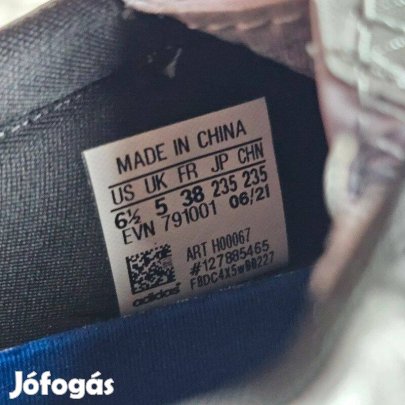 MADE IN CHINA
US UK FR JP CHN
6½ 5 38 235 235
EVN 791001 06/21
ART H00067
#127885465
F8DC4X5w90227
adidas
Jófogás